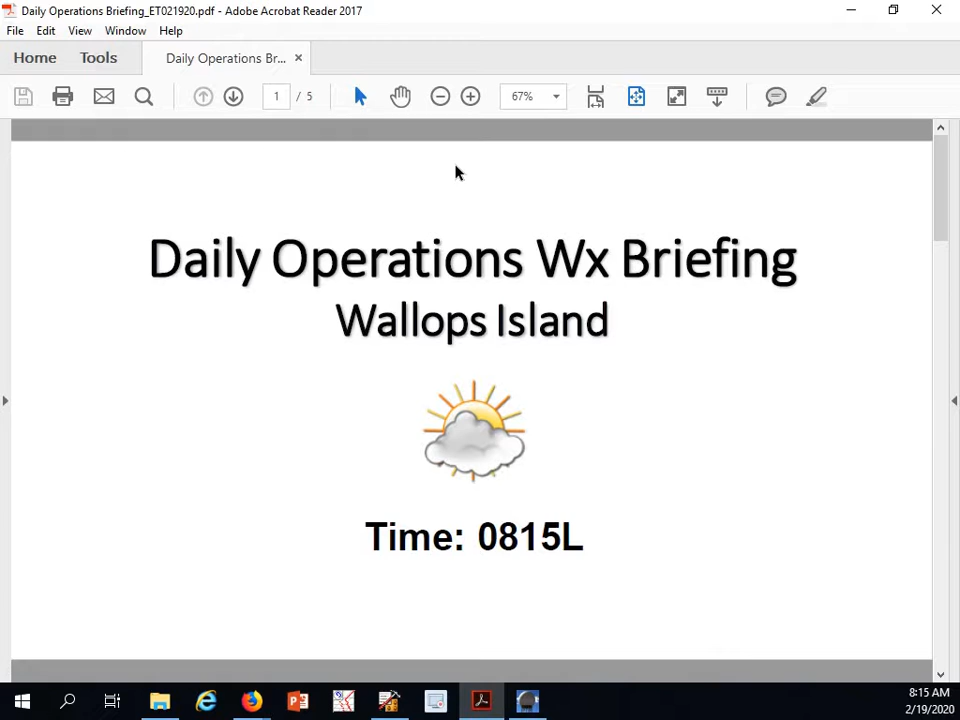 Daily Operations Briefing_ET021920.pdf - Adobe Acrobat Reader 2017
File Edit View Window Help
Home Tools Daily Operations Br...
1 / 5 67%
Daily Operations Wx Briefing
Wallops Island
Time: 0815L
8:15 AM
2/19/2020